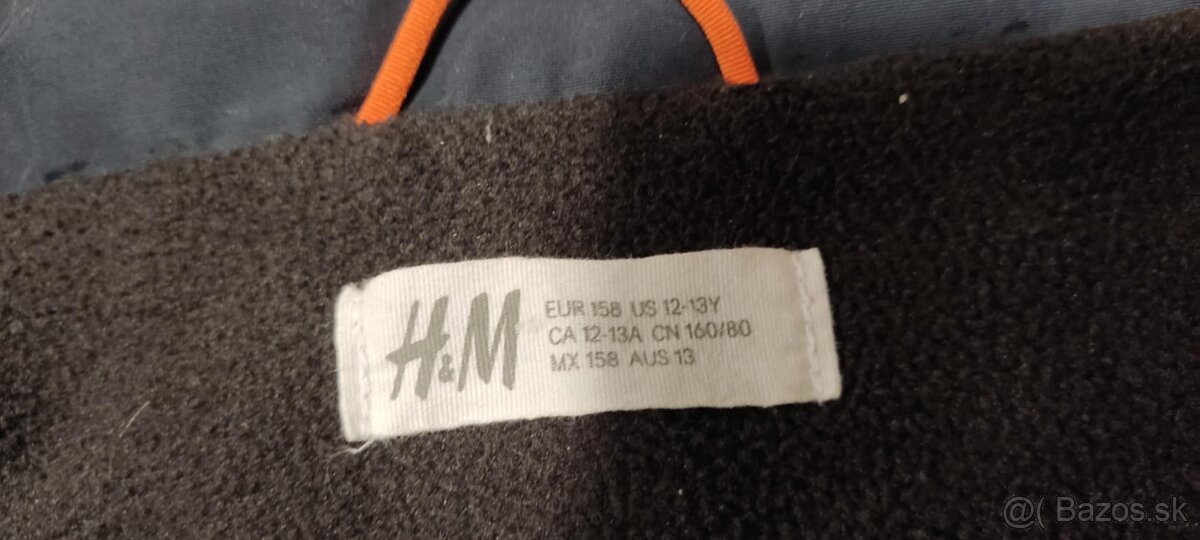 H&M
EUR 158 US 12-13Y
CA 12-13A CN 160/80
MX 158 AUS 13
@( Bazos.sk